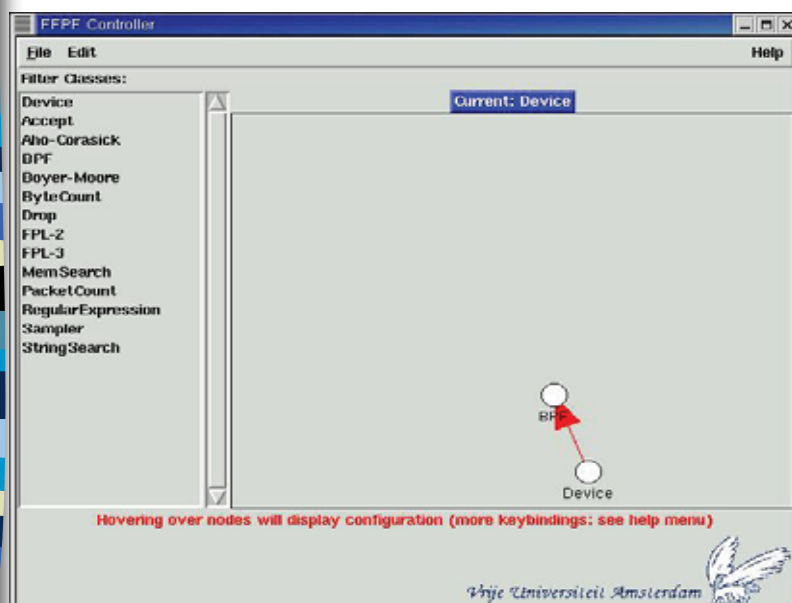 FFPF Controller
File Edit Help
Filter Classes:
Device
Accept
Aho-Corasick
BPF
Boyer-Moore
ByteCount
Drop
FPL-2
FPL-3
MemSearch
PacketCount
RegularExpression
Sampler
StringSearch
Current: Device
BPF
Device
Hovering over nodes will display configuration (more keybindings: see help menu)
Vrije Universiteit Amsterdam